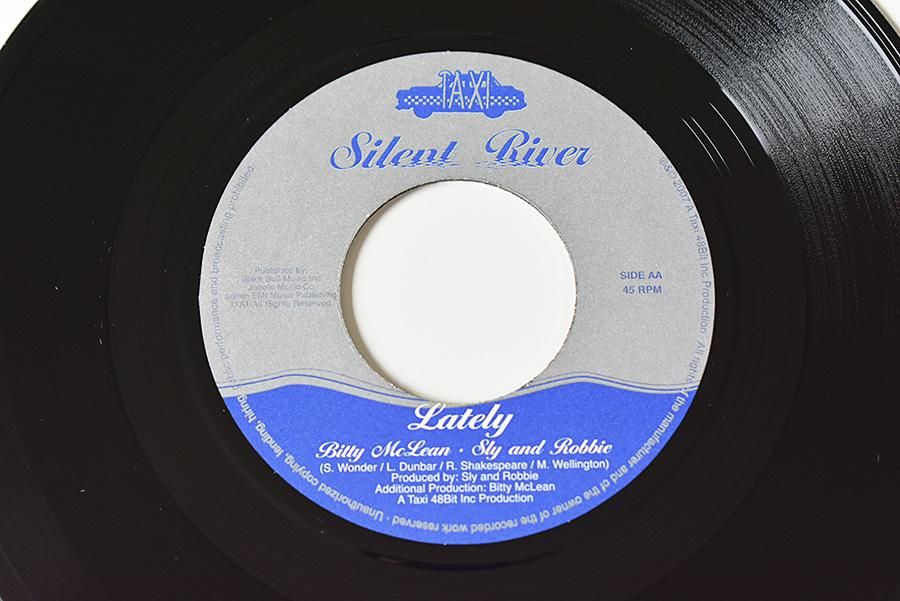 TAXI
Silent River
Published by:
Black Bull Music Inc
Jobete Music Co
admin EMI Music Publishing
All Rights Reserved
SIDE AA
45 RPM
Lately
Bitty McLean · Sly and Robbie
(S. Wonder / L. Dunbar / R. Shakespeare / M. Wellington)
Produced by: Sly and Robbie
Additional Production: Bitty McLean
A Taxi 48Bit Inc Production
℗&© 2007 A Taxi 48Bit Inc Production · All rights of the manufacturer and of the owner of the recorded work reserved · Unauthorized copying, lending, hiring, public performance and broadcasting prohibited.